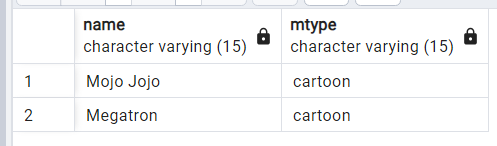 name mtype
character varying (15) character varying (15)
1 Mojo Jojo cartoon
2 Megatron cartoon